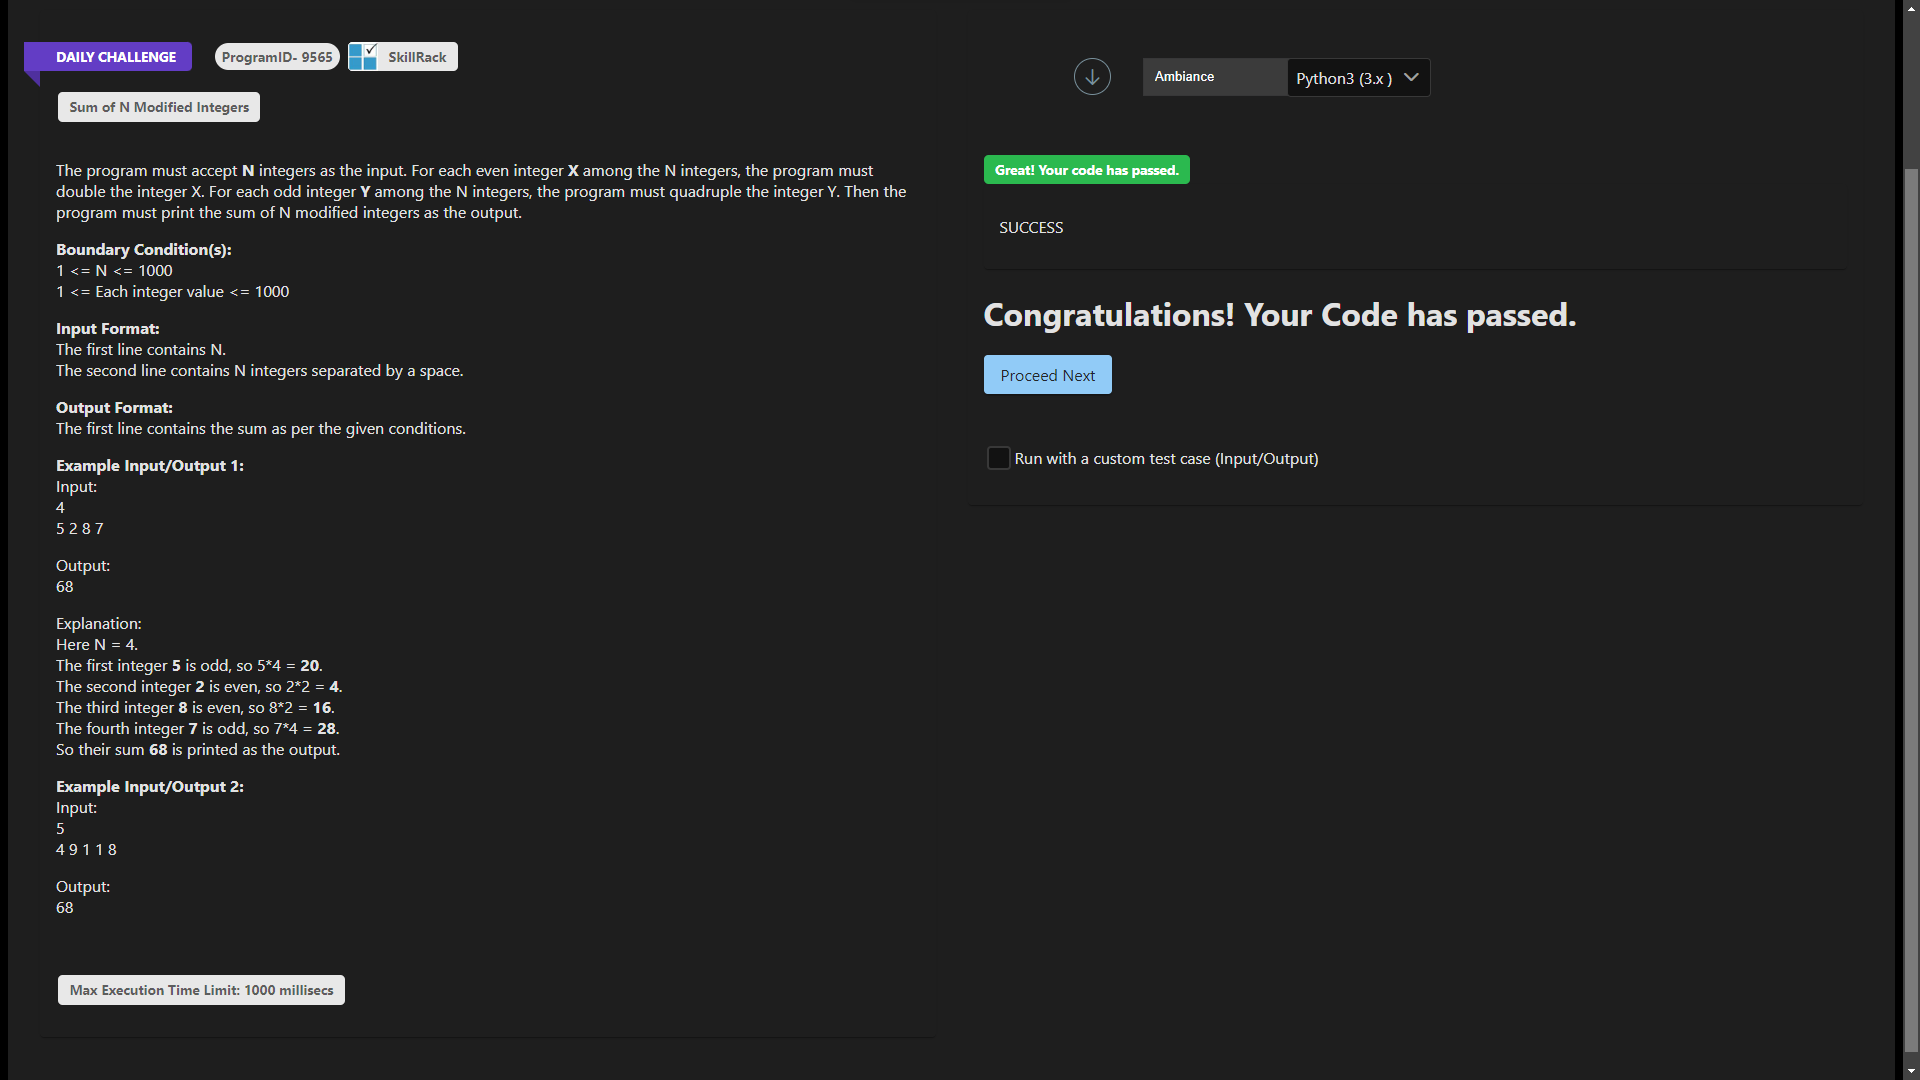 DAILY CHALLENGE
ProgramID- 9565
SkillRack
Sum of N Modified Integers
The program must accept N integers as the input. For each even integer X among the N integers, the program must
double the integer X. For each odd integer Y among the N integers, the program must quadruple the integer Y. Then the
program must print the sum of N modified integers as the output.
Boundary Condition(s):
1 <= N <= 1000
1 <= Each integer value <= 1000
Input Format:
The first line contains N.
The second line contains N integers separated by a space.
Output Format:
The first line contains the sum as per the given conditions.
Example Input/Output 1:
Input:
4
5 2 8 7
Output:
68
Explanation:
Here N = 4.
The first integer 5 is odd, so 5*4 = 20.
The second integer 2 is even, so 2*2 = 4.
The third integer 8 is even, so 8*2 = 16.
The fourth integer 7 is odd, so 7*4 = 28.
So their sum 68 is printed as the output.
Example Input/Output 2:
Input:
5
4 9 1 1 8
Output:
68
Max Execution Time Limit: 1000 millisecs
Ambiance
Python3 (3.x )
Great! Your code has passed.
SUCCESS
Congratulations! Your Code has passed.
Proceed Next
Run with a custom test case (Input/Output)